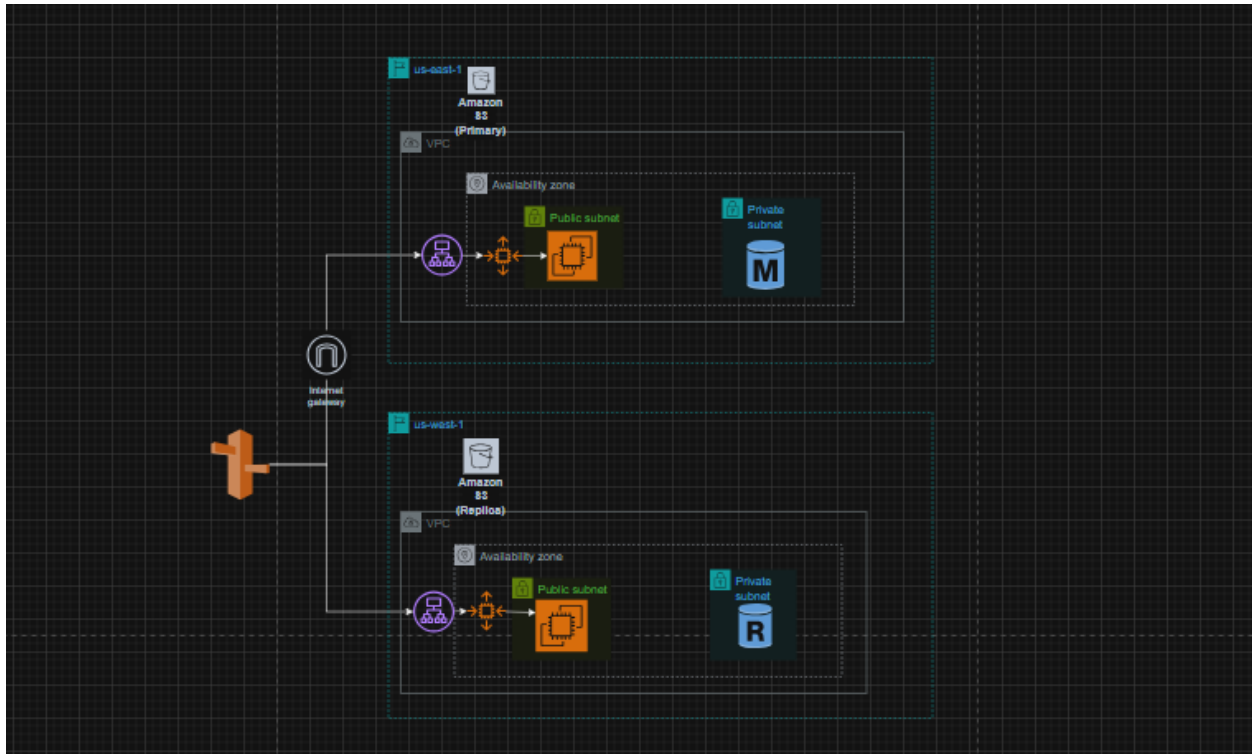 us-east-1
Amazon
S3
(Primary)
VPC
Availability zone
Public subnet
Private
subnet
M
Internet
gateway
us-west-1
Amazon
S3
(Replica)
VPC
Availability zone
Public subnet
Private
subnet
R